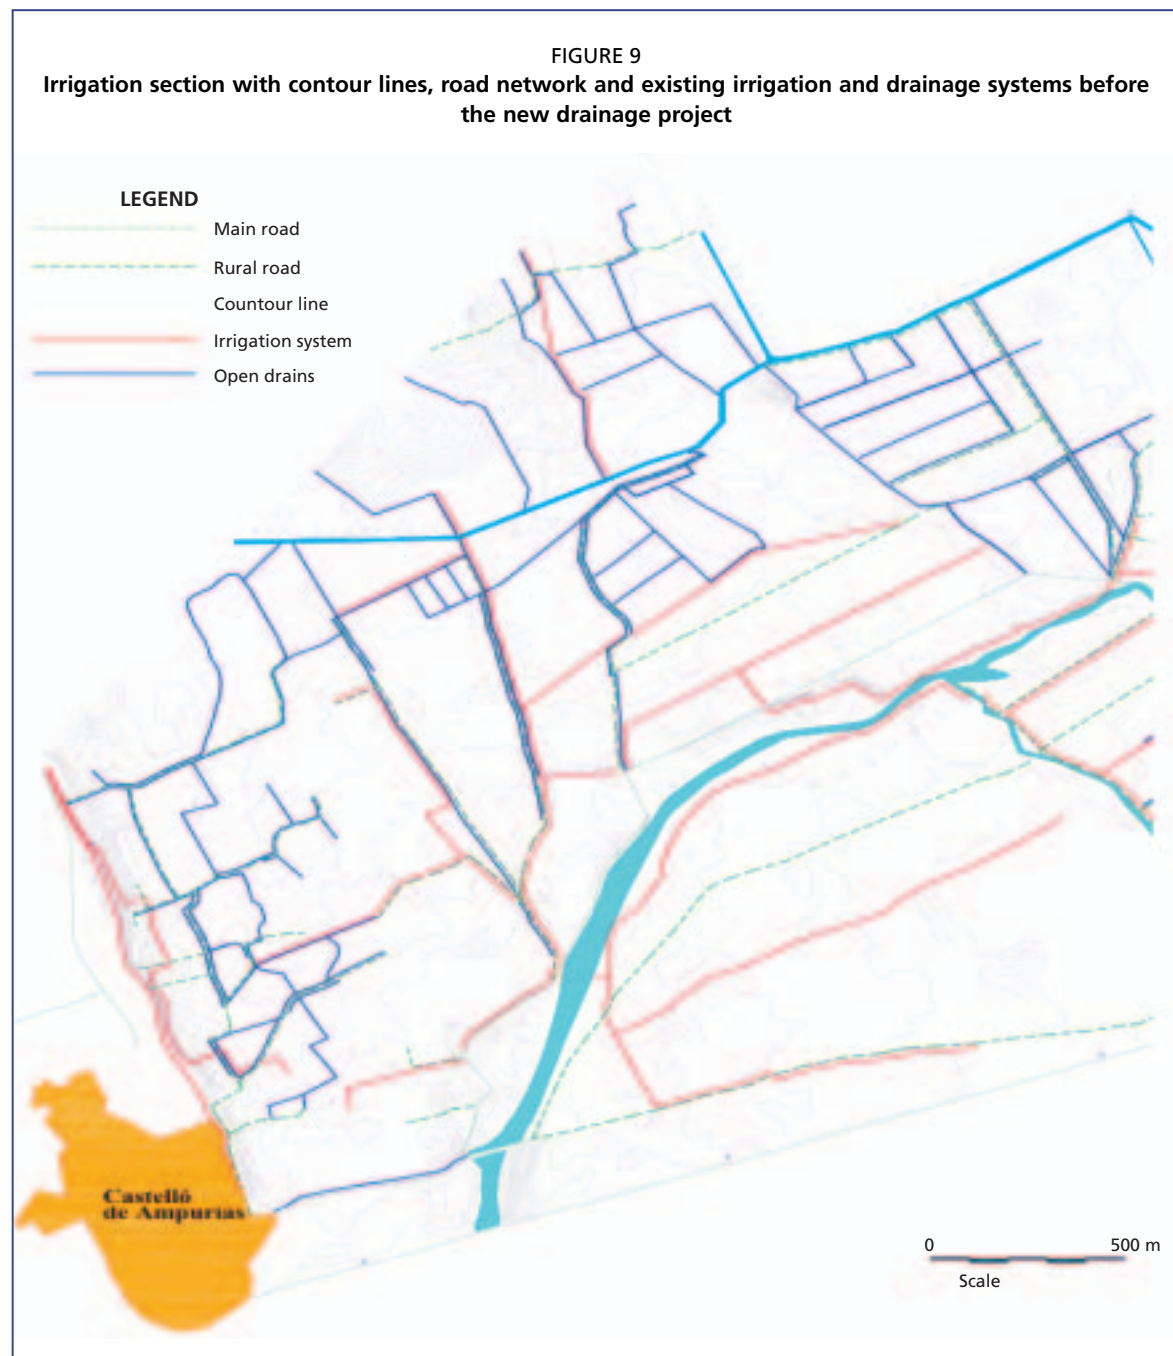 FIGURE 9
Irrigation section with contour lines, road network and existing irrigation and drainage systems before
the new drainage project
LEGEND
Main road
Rural road
Countour line
Irrigation system
Open drains
Castelló
de Ampurias
0 500 m
Scale